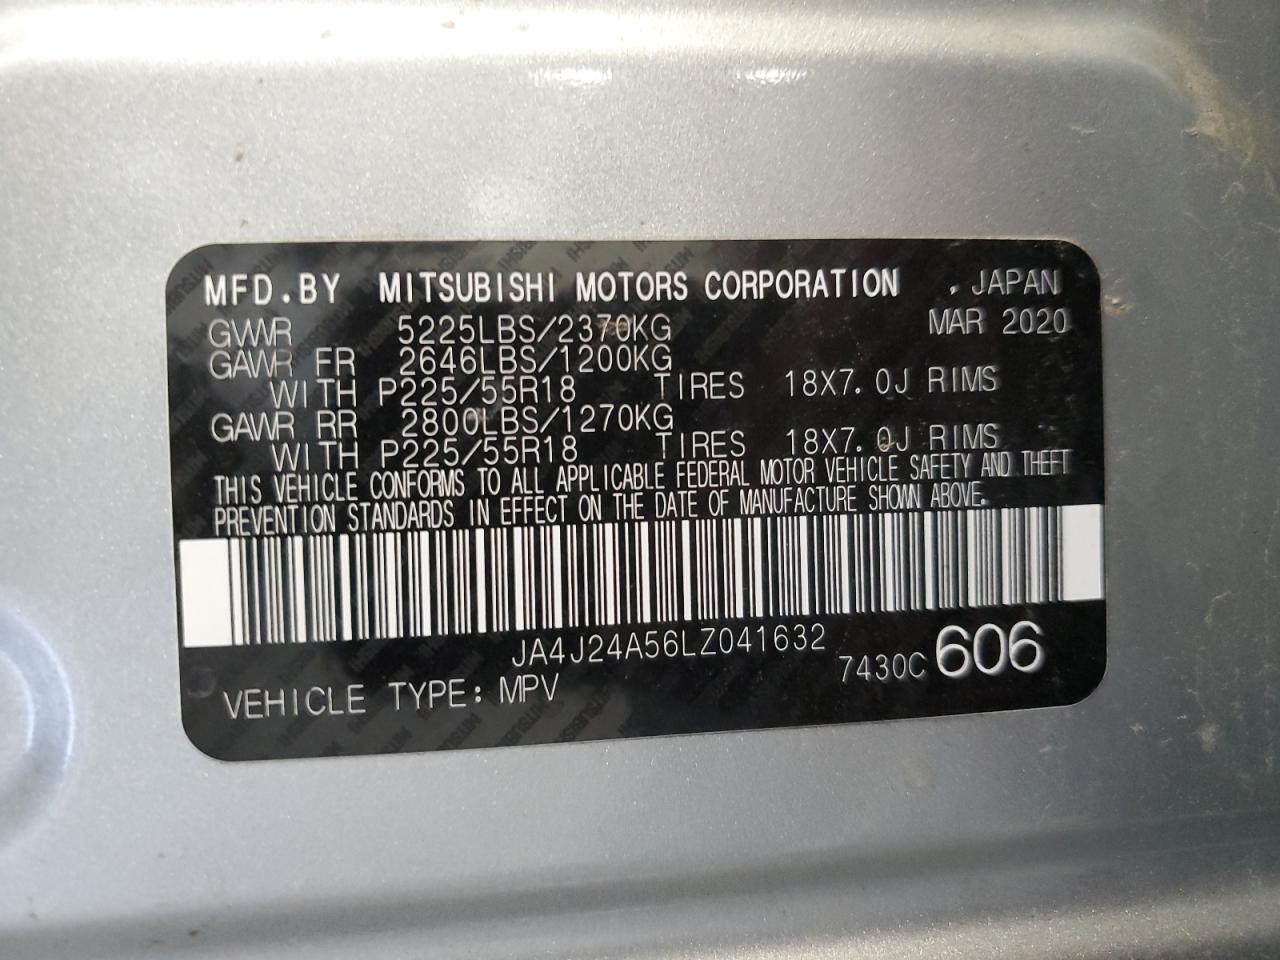 MFD.BY MITSUBISHI MOTORS CORPORATION , JAPAN
GVWR 5225LBS/2370KG MAR 2020
GAWR FR 2646LBS/1200KG
WITH P225/55R18 TIRES 18X7.0J RIMS
GAWR RR 2800LBS/1270KG
WITH P225/55R18 TIRES 18X7.0J RIMS
THIS VEHICLE CONFORMS TO ALL APPLICABLE FEDERAL MOTOR VEHICLE SAFETY AND THEFT
PREVENTION STANDARDS IN EFFECT ON THE DATE OF MANUFACTURE SHOWN ABOVE.
JA4J24A56LZ041632
7430C 606
VEHICLE TYPE: MPV